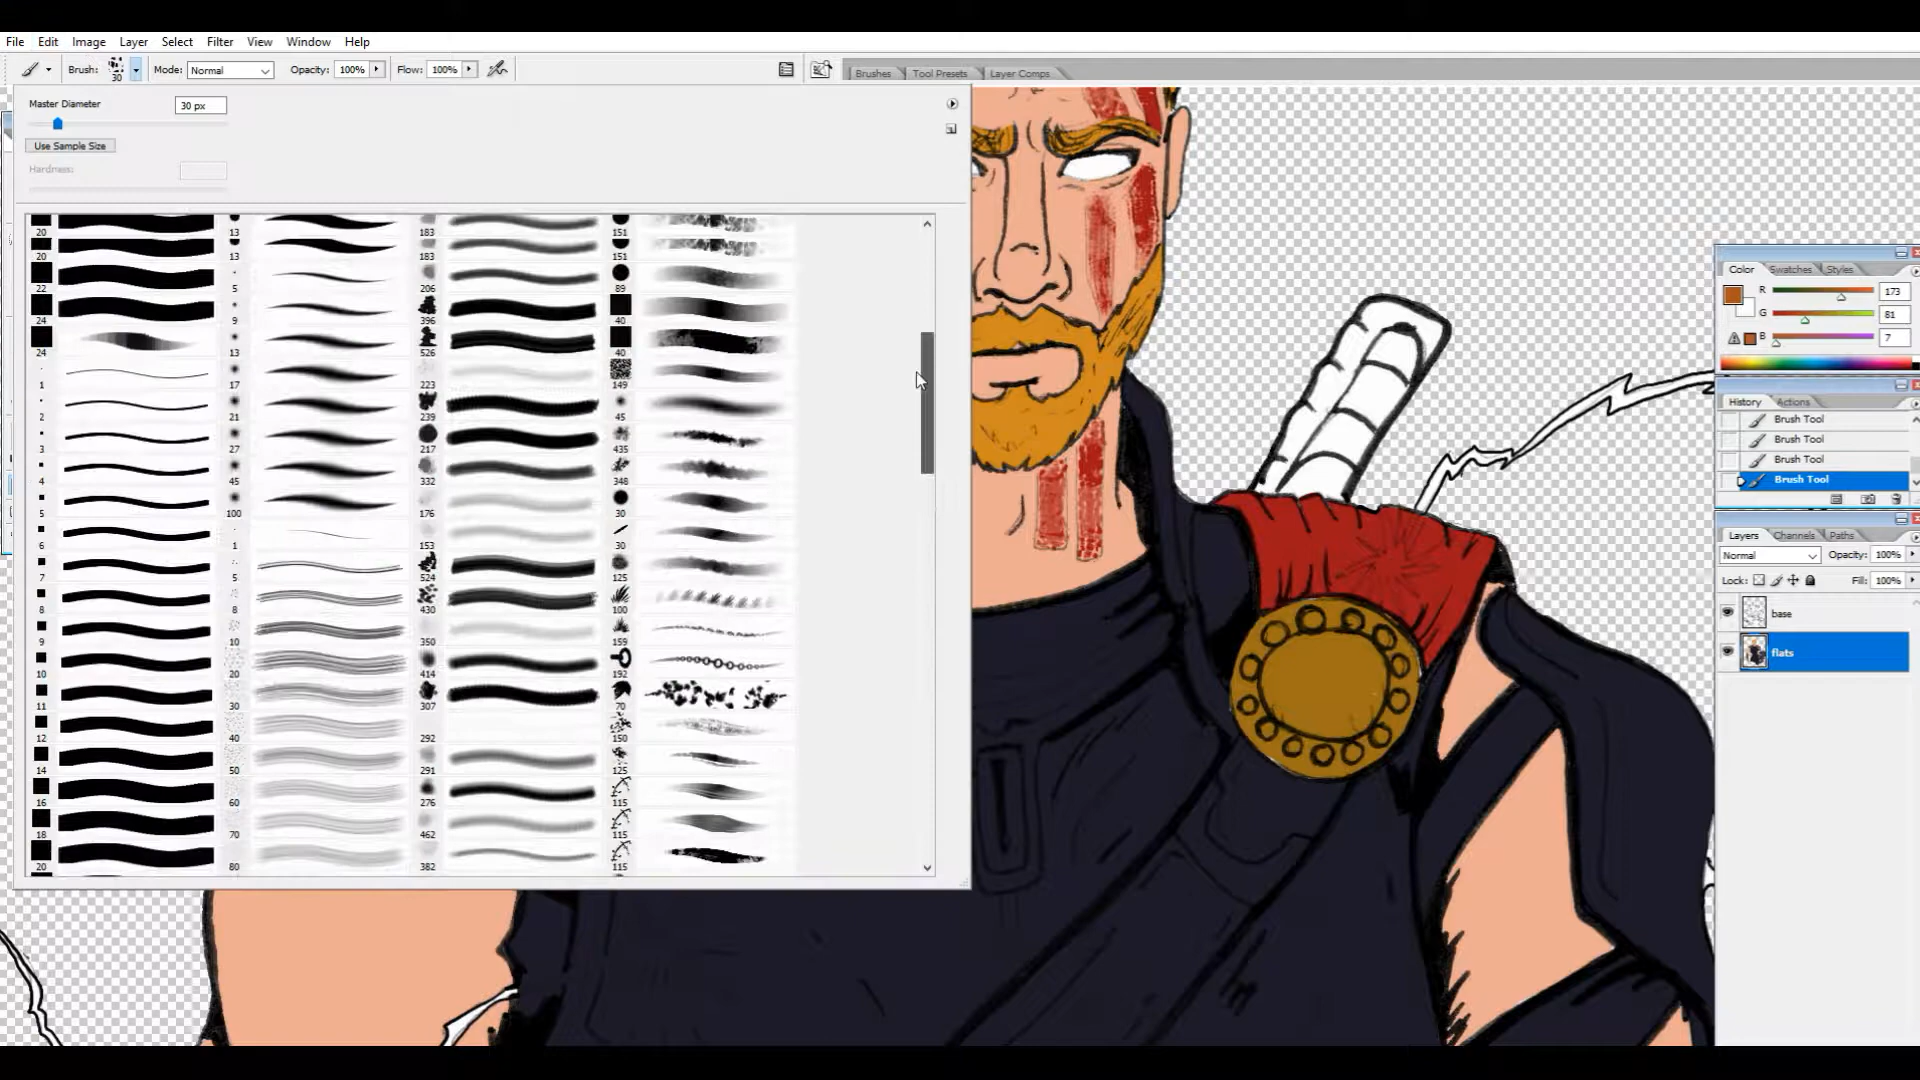 File Edit Image Layer Select Filter View Window Help
Brush: 30 Mode: Normal Opacity: 100% Flow: 100% Brushes Tool Presets Layer Comps
Master Diameter 30 px
Use Sample Size
Hardness:
20 13 183 151
20 13 183 151
22 5 206 89
24 9 396 40
24 13 526 40
1 17 223 149
2 21 239 45
3 27 217 435
4 45 332 348
5 100 176 30
6 1 153 30
7 5 524 125
8 8 430 100
9 10 350 159
10 20 414 192
11 30 307 70
12 40 292 150
14 50 291 125
16 60 276 115
18 70 462 115
20 80 382 115
Color Swatches Styles
R 173
G 81
B 7
History Actions
Brush Tool
Brush Tool
Brush Tool
Brush Tool
Layers Channels Paths
Normal Opacity: 100%
Lock: Fill: 100%
base
flats